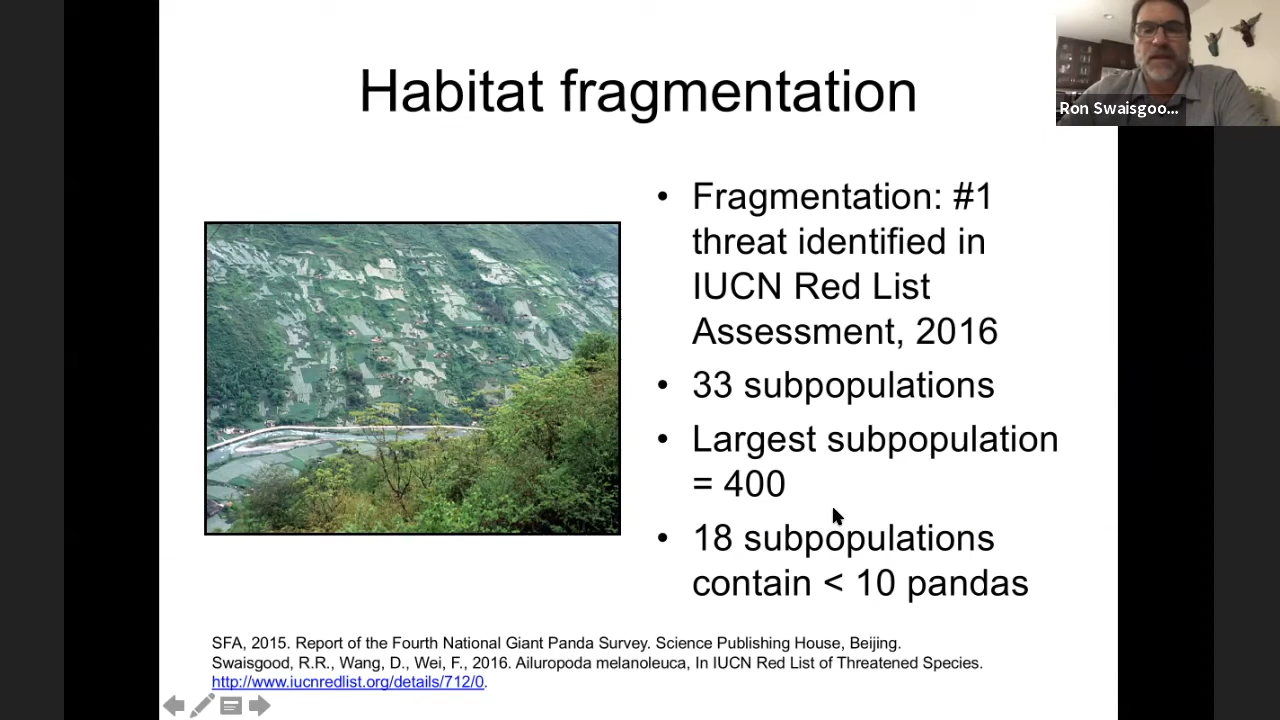 Habitat fragmentation
Ron Swaisgoo...
• Fragmentation: #1
threat identified in
IUCN Red List
Assessment, 2016
• 33 subpopulations
• Largest subpopulation
= 400
• 18 subpopulations
contain < 10 pandas
SFA, 2015. Report of the Fourth National Giant Panda Survey. Science Publishing House, Beijing.
Swaisgood, R.R., Wang, D., Wei, F., 2016. Ailuropoda melanoleuca, In IUCN Red List of Threatened Species.
http://www.iucnredlist.org/details/712/0.